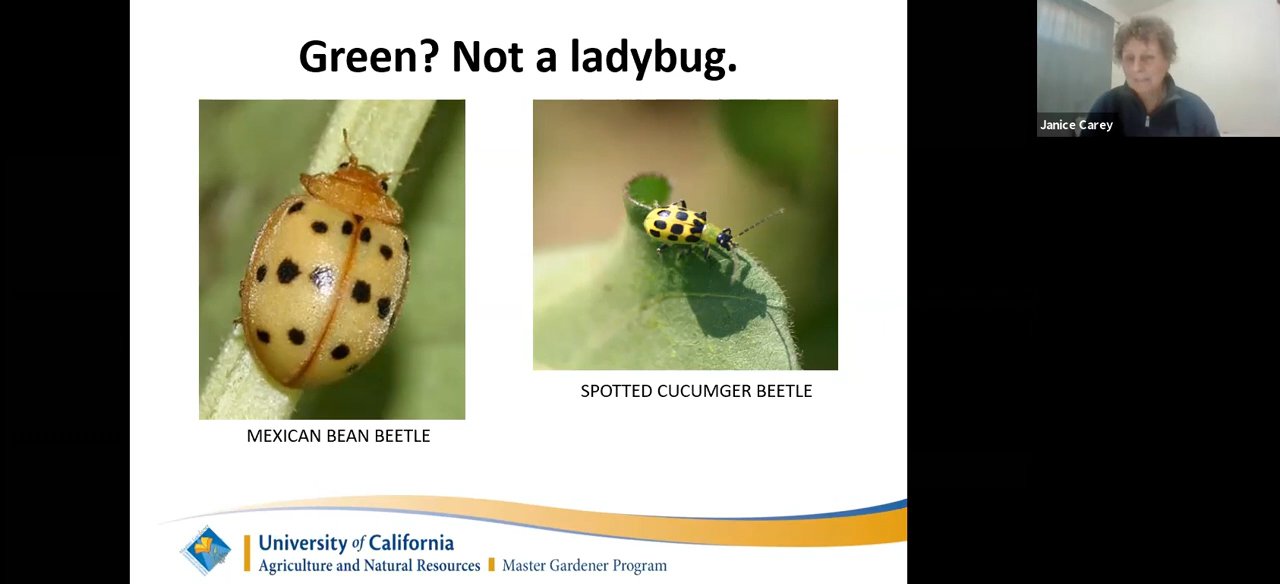 Green? Not a ladybug.
Janice Carey
SPOTTED CUCUMGER BEETLE
MEXICAN BEAN BEETLE
University of California
Agriculture and Natural Resources Master Gardener Program